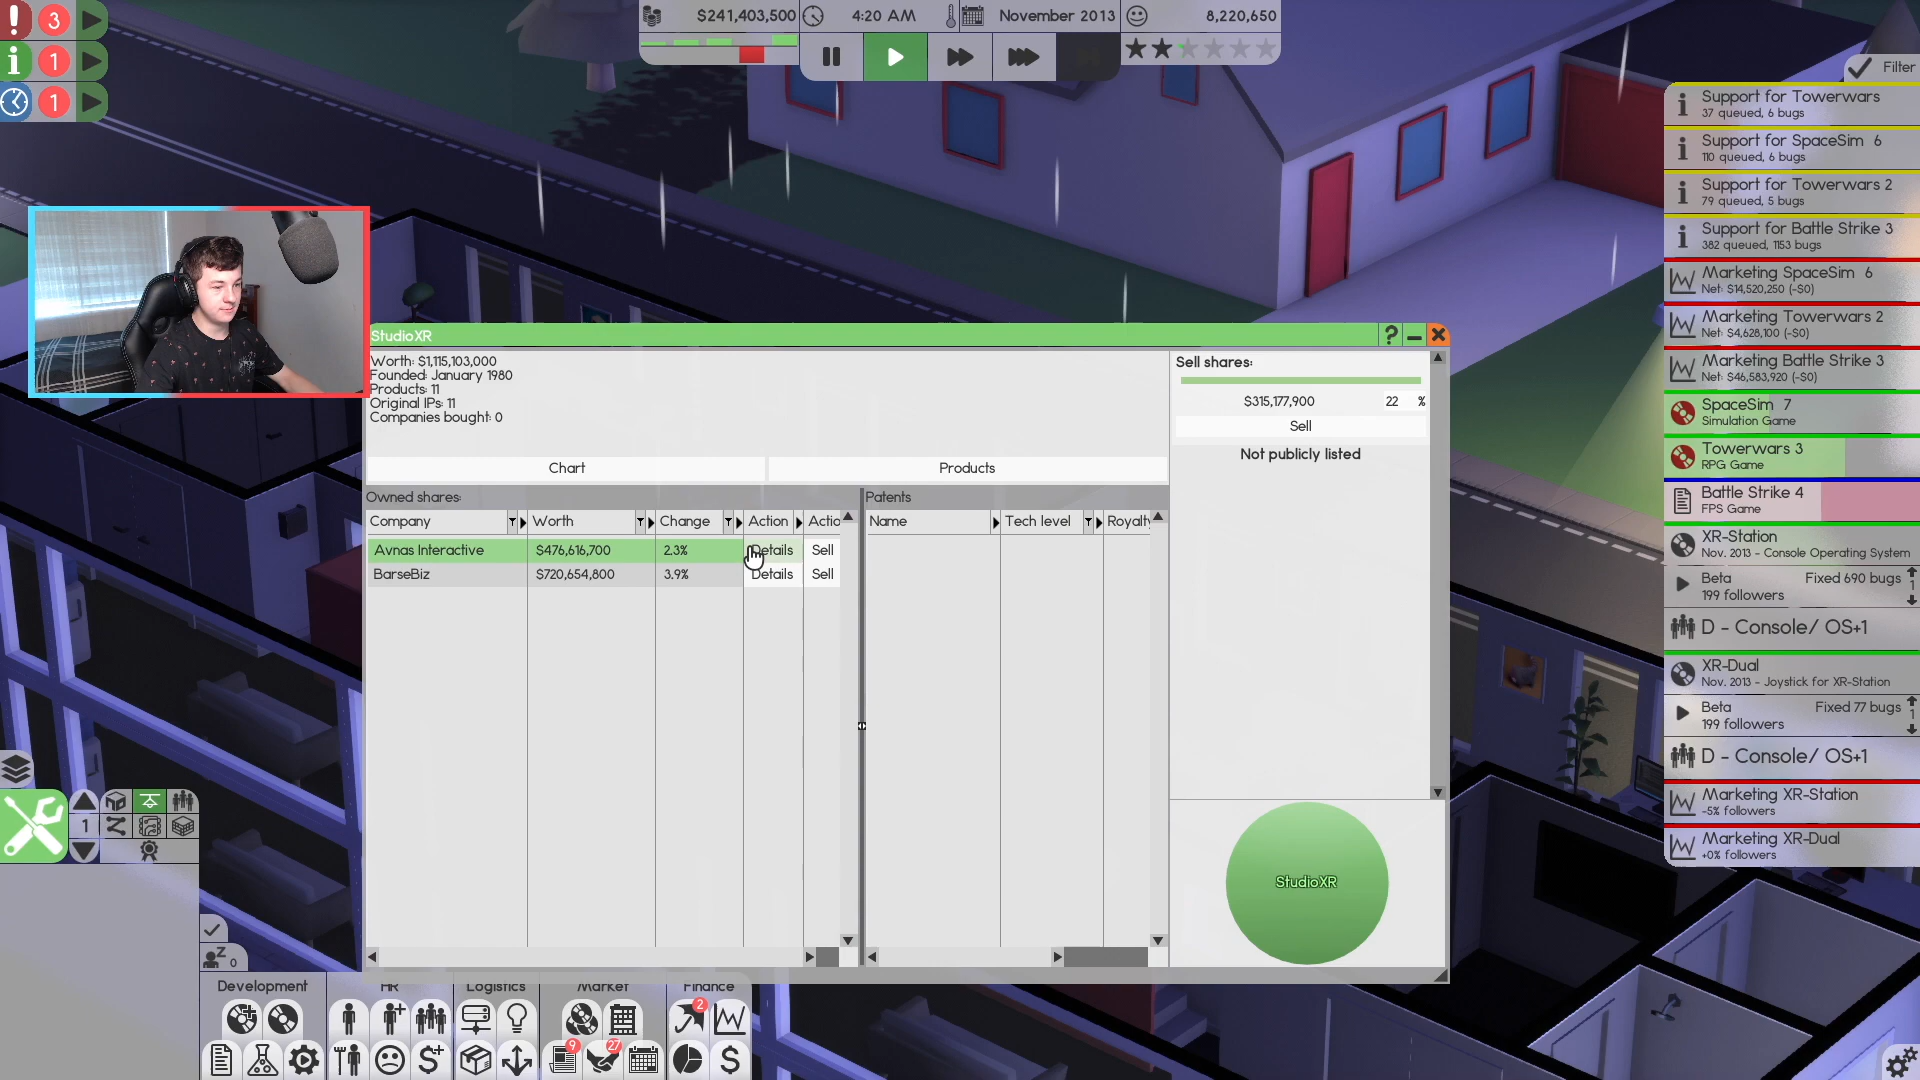 3
1
1
$241,403,500
4:20 AM
November 2013
8,220,650
Filter
Support for Towerwars
37 queued, 6 bugs
Support for SpaceSim 6
110 queued, 6 bugs
Support for Towerwars 2
79 queued, 5 bugs
Support for Battle Strike 3
382 queued, 1153 bugs
Marketing SpaceSim 6
Net: $14,520,250 (-$0)
Marketing Towerwars 2
Net: $4,628,100 (-$0)
Marketing Battle Strike 3
Net: $46,583,920 (-$0)
SpaceSim 7
Simulation Game
Towerwars 3
RPG Game
Battle Strike 4
FPS Game
XR-Station
Nov. 2013 - Console Operating System
Beta Fixed 690 bugs
199 followers
1
D - Console/ OS+1
XR-Dual
Nov. 2013 - Joystick for XR-Station
Beta Fixed 77 bugs
199 followers
1
D - Console/ OS+1
Marketing XR-Station
-5% followers
Marketing XR-Dual
+0% followers
StudioXR
?
Worth: $1,115,103,000
Founded: January 1980
Products: 11
Original IPs: 11
Companies bought: 0
Chart Products
Owned shares:
Company Worth Change Action Actio
Avnas Interactive $476,616,700 2.3% Details Sell
BarseBiz $720,654,800 3.9% Details Sell
Patents
Name Tech level Royalty
Sell shares:
$315,177,900 22 %
Sell
Not publicly listed
StudioXR
1
0
Development HR Logistics Market Finance
2
9 27